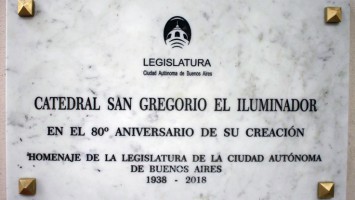 LEGISLATURA
Ciudad Autónoma de Buenos Aires
CATEDRAL SAN GREGORIO EL ILUMINADOR
EN EL 80º ANIVERSARIO DE SU CREACIÓN
HOMENAJE DE LA LEGISLATURA DE LA CIUDAD AUTÓNOMA
DE BUENOS AIRES
1938 - 2018